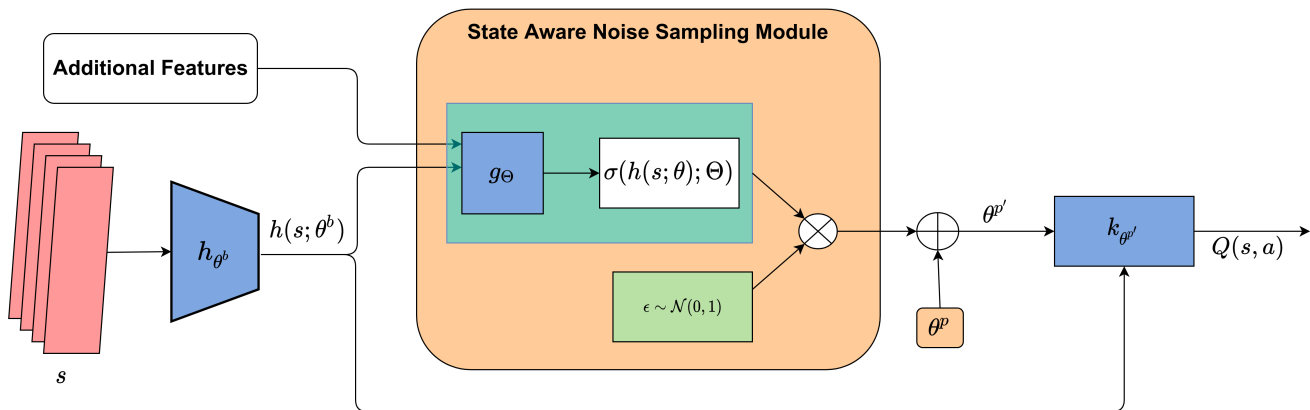 State Aware Noise Sampling Module
Additional Features
g_Θ
σ(h(s; θ); Θ)
h_{θ^b}
h(s; θ^b)
θ^{p'}
k_{θ^{p'}}
Q(s, a)
ϵ ∼ 𝒩(0, 1)
θ^p
s